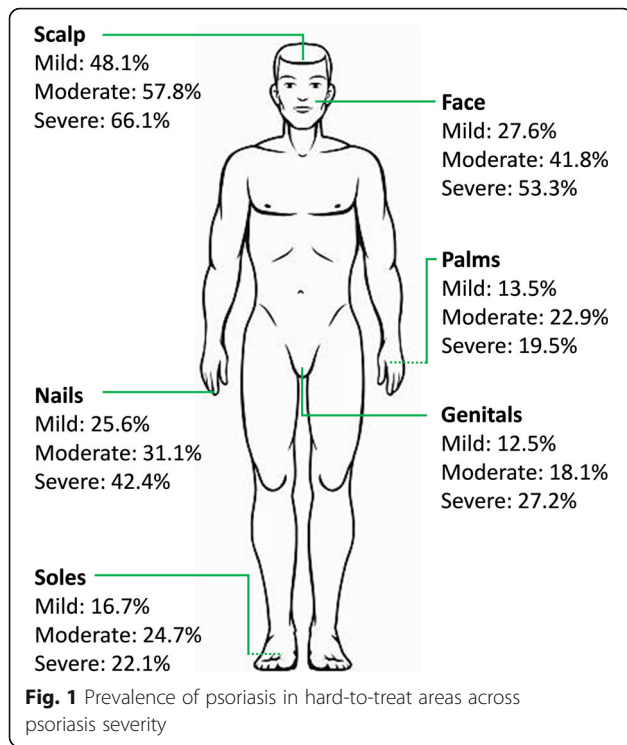 Scalp
Mild: 48.1%
Moderate: 57.8%
Severe: 66.1%
Face
Mild: 27.6%
Moderate: 41.8%
Severe: 53.3%
Palms
Mild: 13.5%
Moderate: 22.9%
Severe: 19.5%
Nails
Mild: 25.6%
Moderate: 31.1%
Severe: 42.4%
Genitals
Mild: 12.5%
Moderate: 18.1%
Severe: 27.2%
Soles
Mild: 16.7%
Moderate: 24.7%
Severe: 22.1%
Fig. 1 Prevalence of psoriasis in hard-to-treat areas across
psoriasis severity